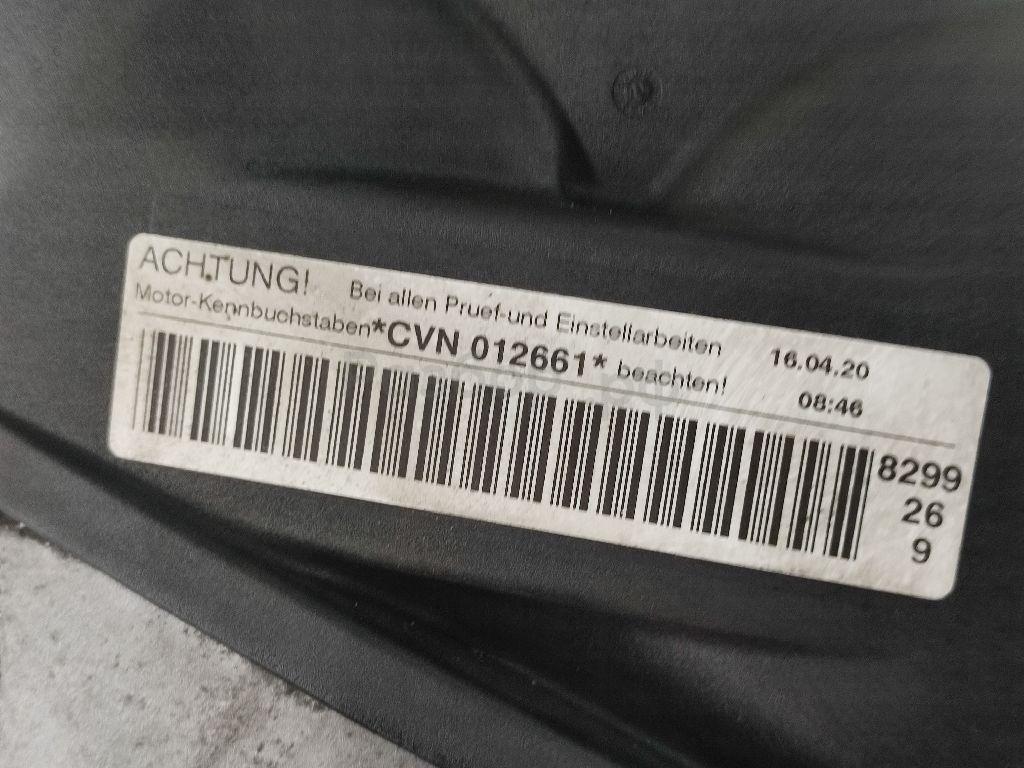 ACHTUNG! Bei allen Pruef-und Einstellarbeiten 16.04.20
Motor-Kennbuchstaben*CVN 012661* beachten! 08:46
8299
26
9